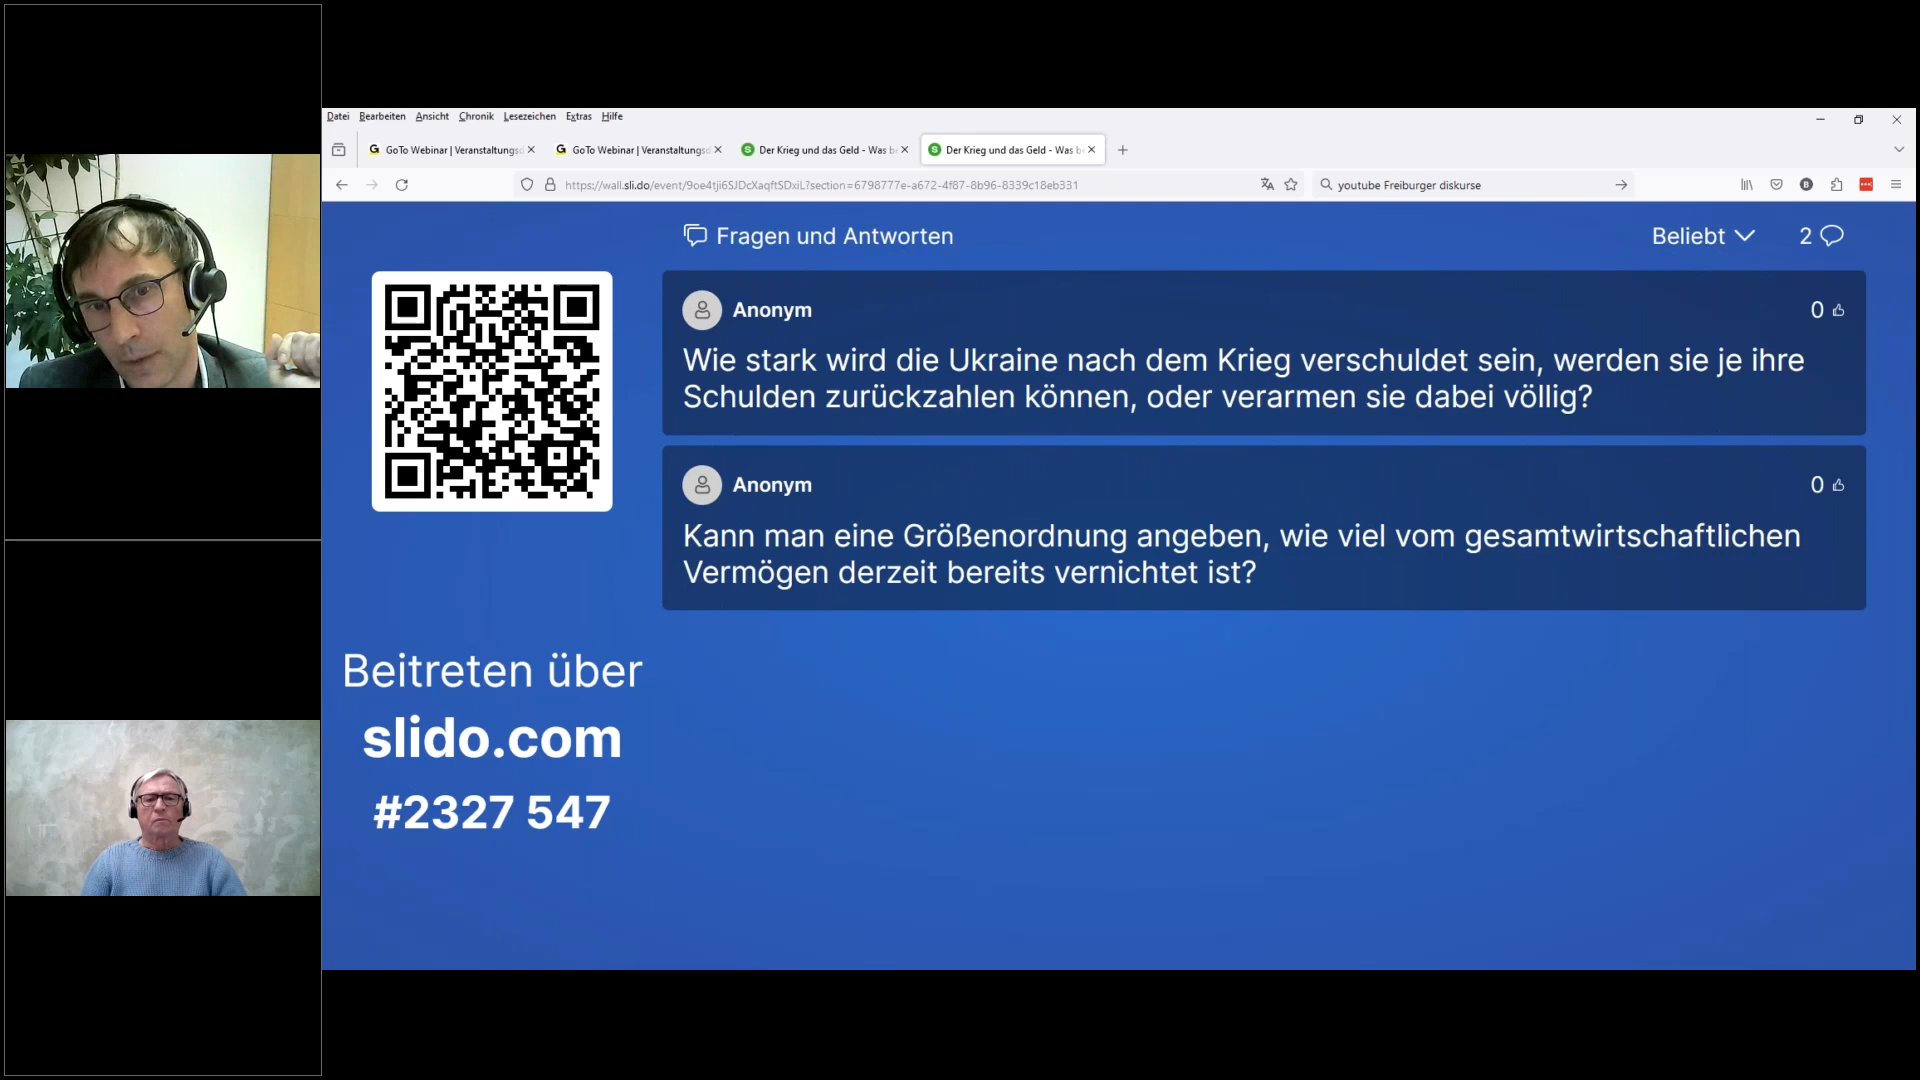 Datei Bearbeiten Ansicht Chronik Lesezeichen Extras Hilfe
GoTo Webinar | Veranstaltungsd
GoTo Webinar | Veranstaltungsd
Der Krieg und das Geld - Was b
Der Krieg und das Geld - Was b
https://wall.sli.do/event/9oe4tji6SJDcXaqftSDxiL?section=6798777e-a672-4f87-8b96-8339c18eb331
youtube Freiburger diskurse
Fragen und Antworten
Beliebt
2
Anonym
0
Wie stark wird die Ukraine nach dem Krieg verschuldet sein, werden sie je ihre
Schulden zurückzahlen können, oder verarmen sie dabei völlig?
Anonym
0
Kann man eine Größenordnung angeben, wie viel vom gesamtwirtschaftlichen
Vermögen derzeit bereits vernichtet ist?
Beitreten über
slido.com
#2327 547